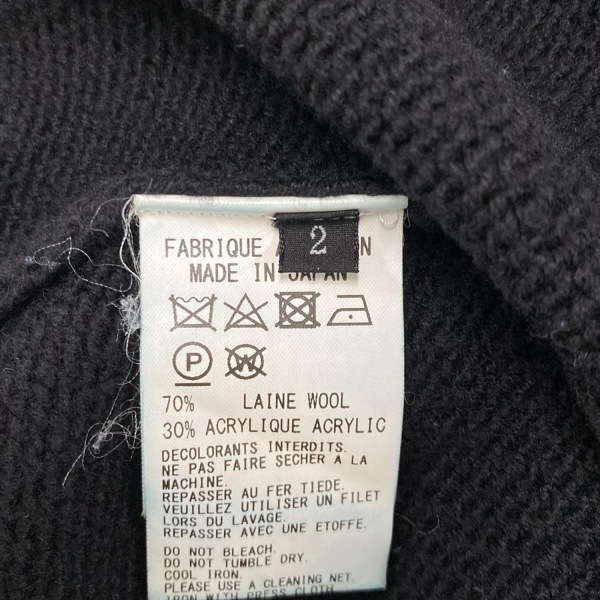 2
FABRIQUE A N
MADE IN JAPAN
P
W
70% LAINE WOOL
30% ACRYLIQUE ACRYLIC
DECOLORANTS INTERDITS.
NE PAS FAIRE SECHER A LA
MACHINE.
REPASSER AU FER TIEDE.
VEUILLEZ UTILISER UN FILET
LORS DU LAVAGE.
REPASSER AVEC UNE ETOFFE.
DO NOT BLEACH.
DO NOT TUMBLE DRY.
COOL IRON.
PLEASE USE A CLEANING NET.
IRON WITH PRESS CLOTH